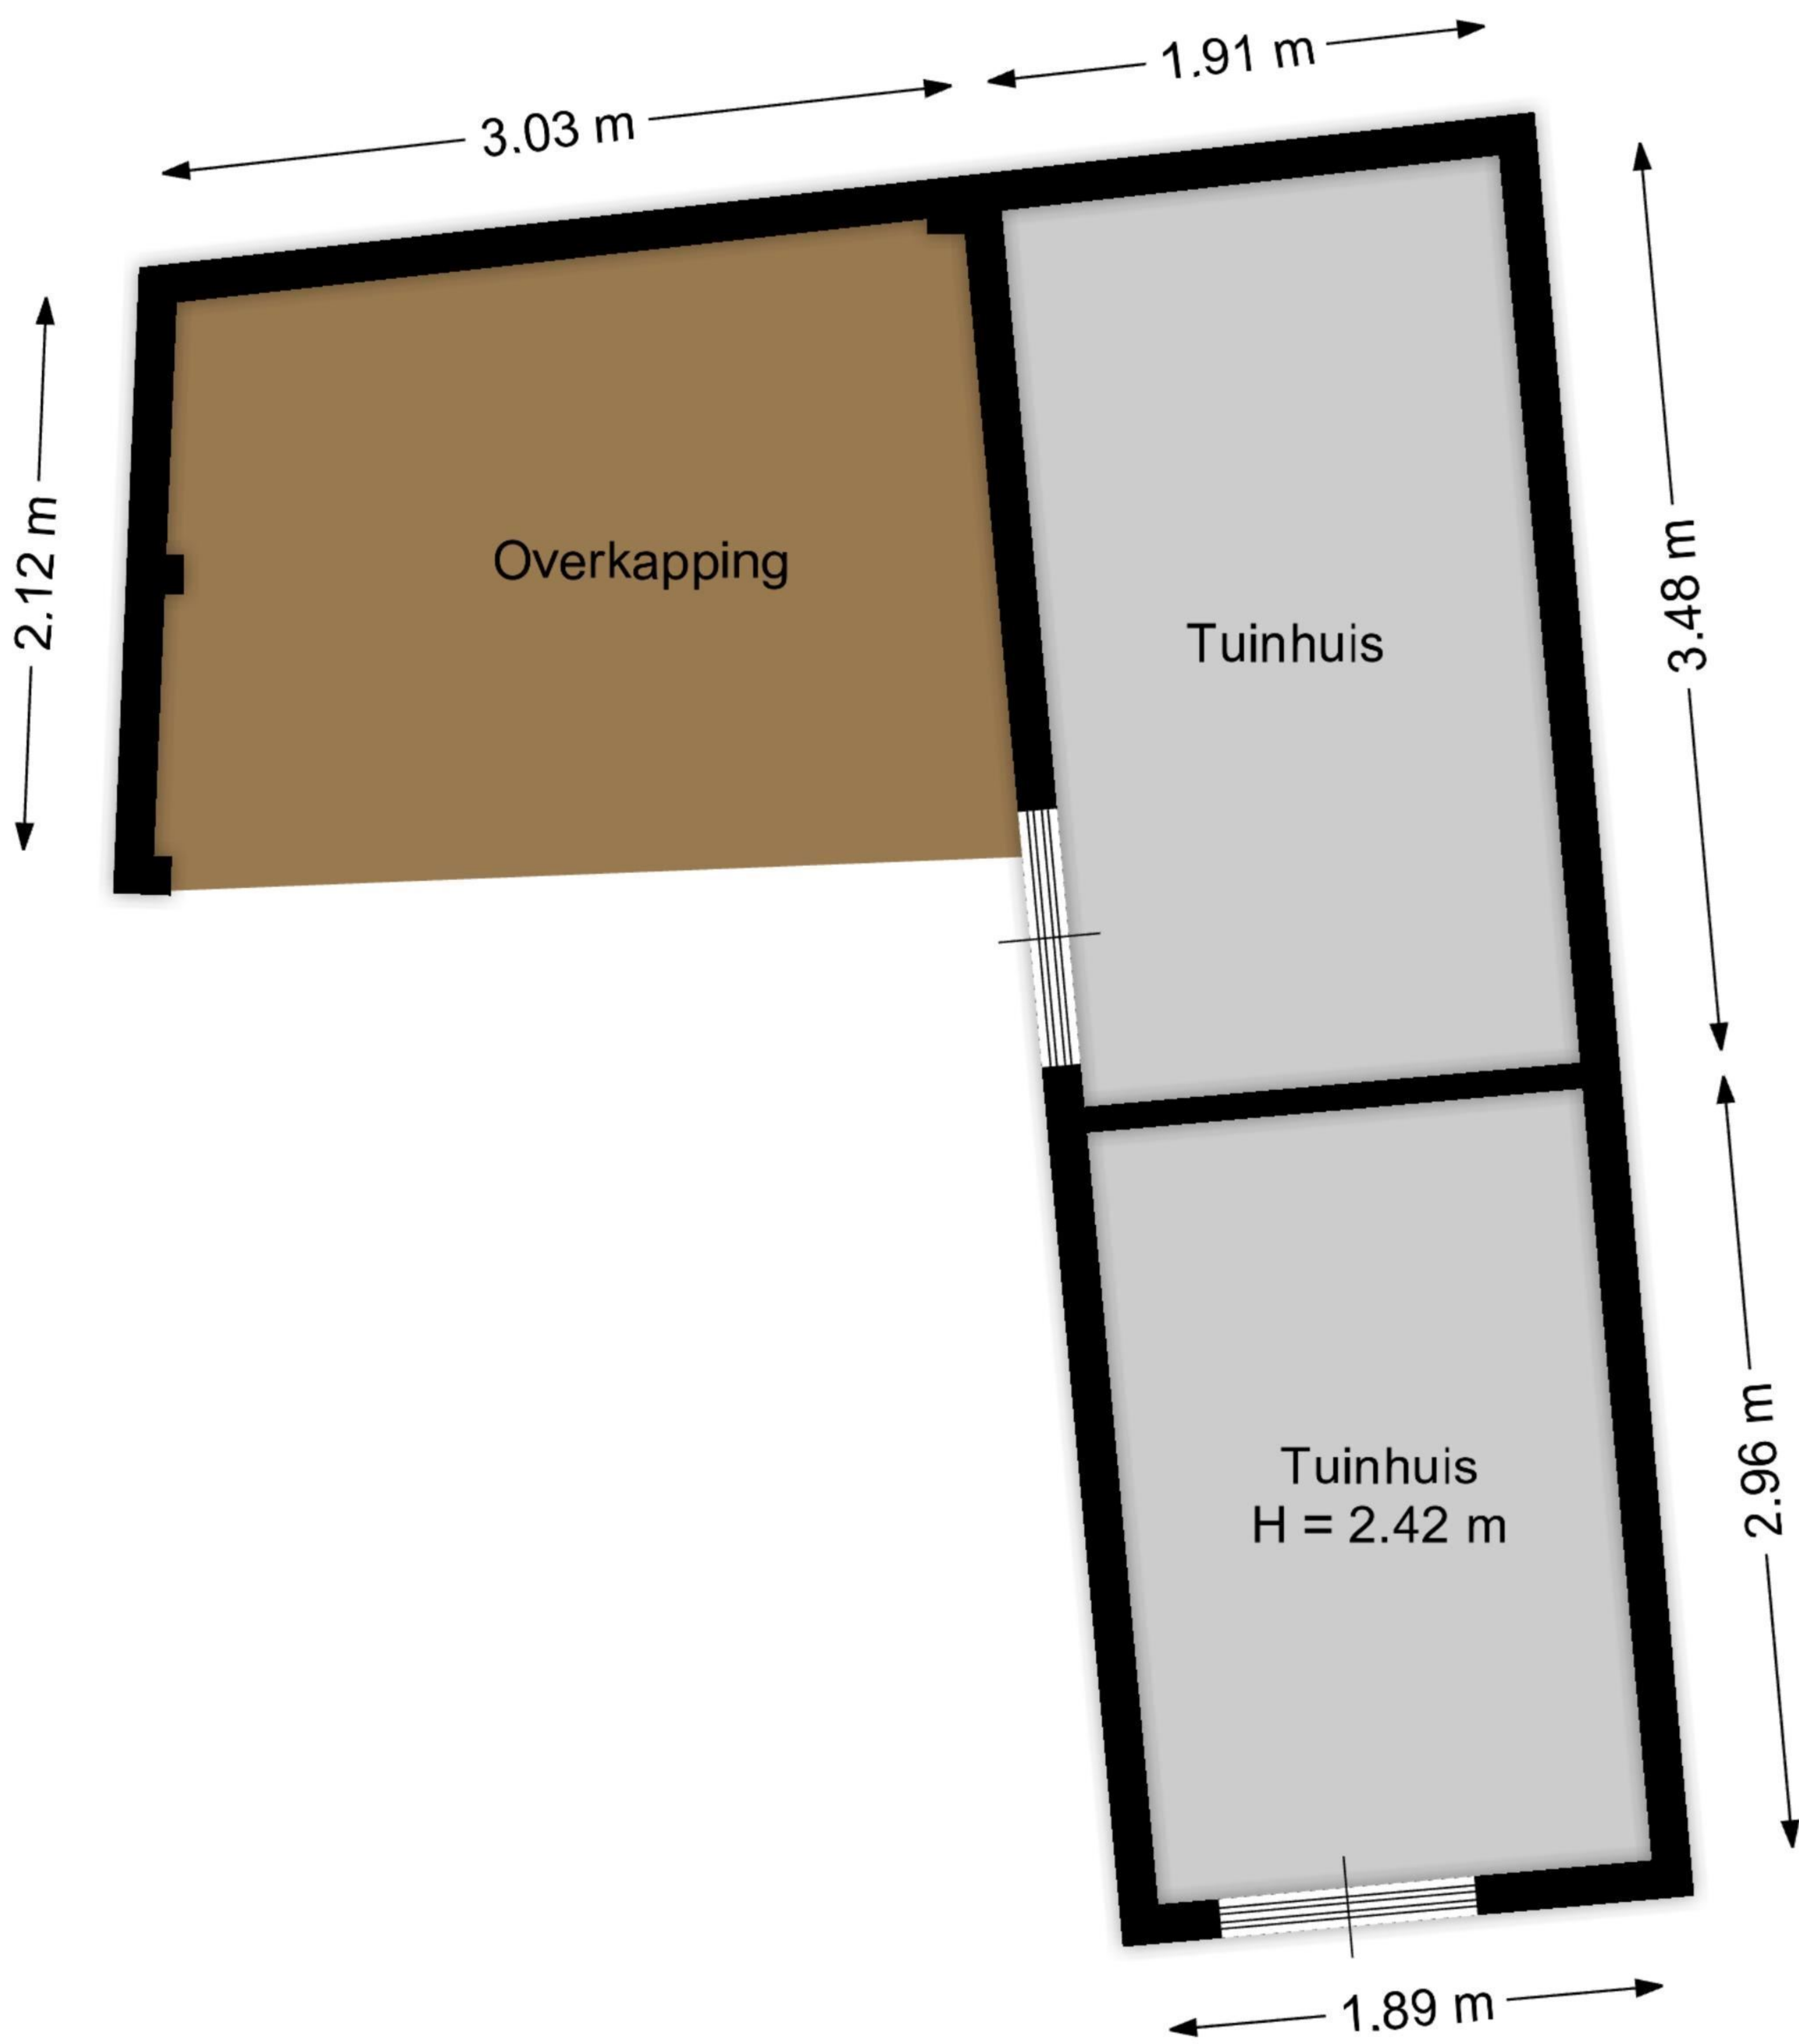 1.91 m
3.03 m
2.12 m
Overkapping
Tuinhuis
3.48 m
Tuinhuis
H = 2.42 m
2.96 m
1.89 m